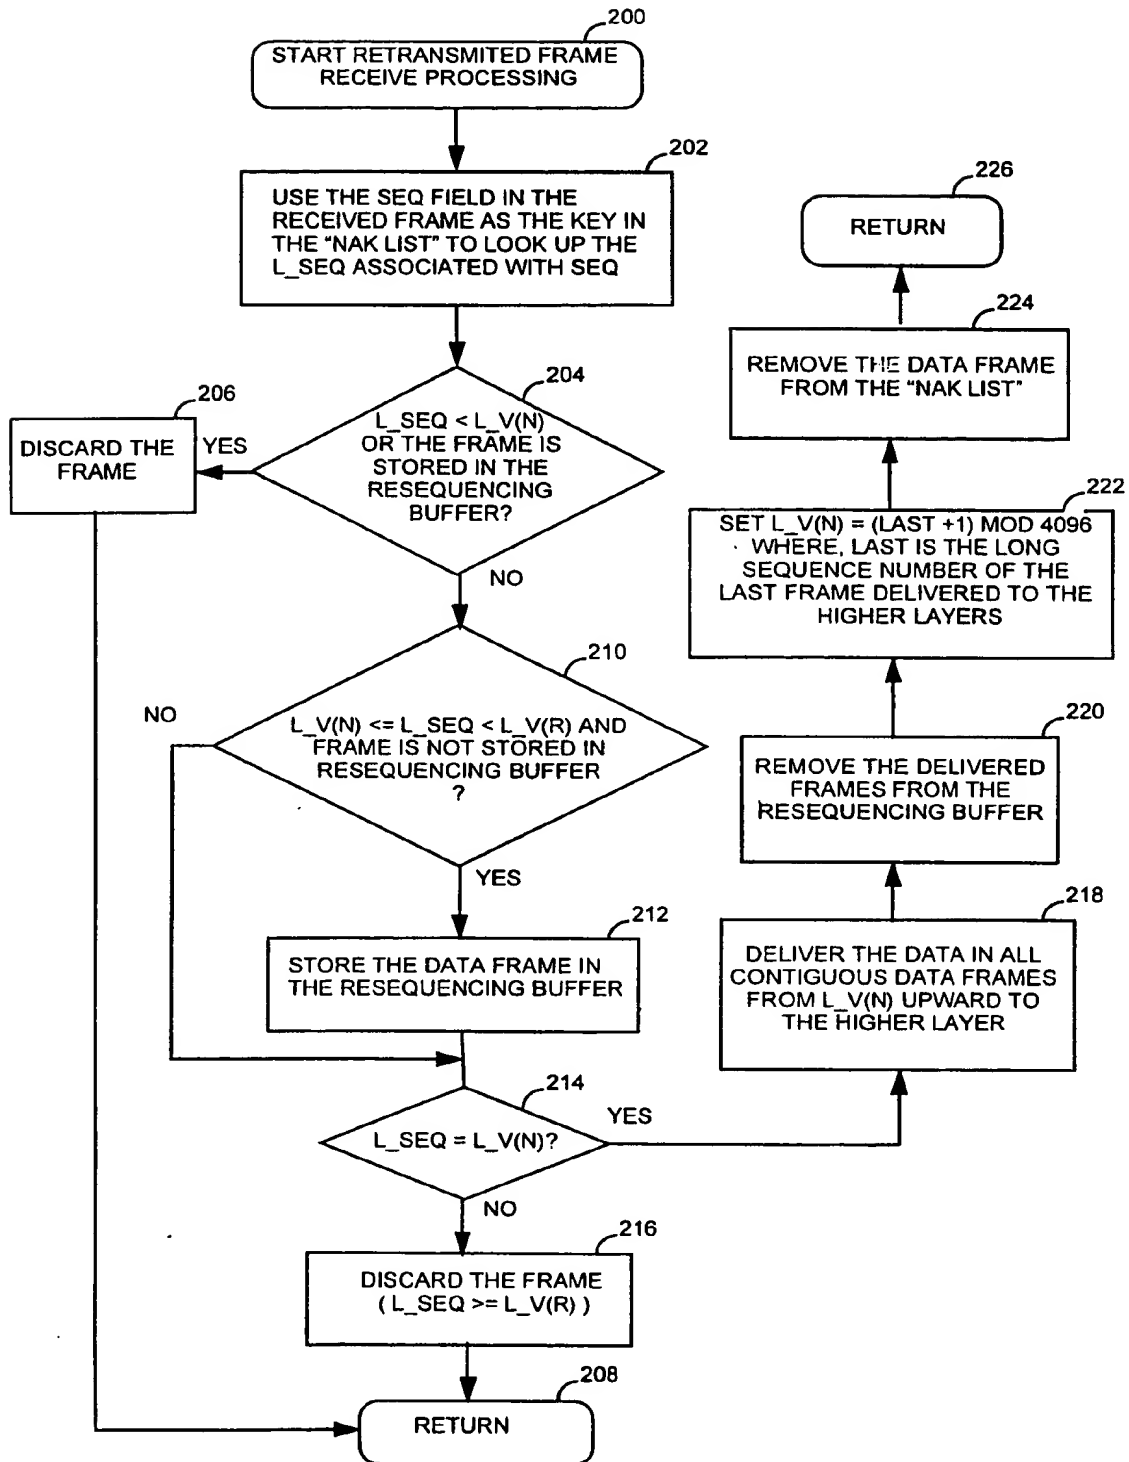 200
START RETRANSMITED FRAME
RECEIVE PROCESSING
202
USE THE SEQ FIELD IN THE
RECEIVED FRAME AS THE KEY IN
THE “NAK LIST” TO LOOK UP THE
L_SEQ ASSOCIATED WITH SEQ
204
L_SEQ < L_V(N)
OR THE FRAME IS
STORED IN THE
RESEQUENCING
BUFFER?
YES
206
DISCARD THE
FRAME
NO
210
L_V(N) <= L_SEQ < L_V(R) AND
FRAME IS NOT STORED IN
RESEQUENCING BUFFER
?
NO
YES
212
STORE THE DATA FRAME IN
THE RESEQUENCING BUFFER
214
L_SEQ = L_V(N)?
YES
NO
216
DISCARD THE FRAME
( L_SEQ >= L_V(R) )
208
RETURN
218
DELIVER THE DATA IN ALL
CONTIGUOUS DATA FRAMES
FROM L_V(N) UPWARD TO
THE HIGHER LAYER
220
REMOVE THE DELIVERED
FRAMES FROM THE
RESEQUENCING BUFFER
222
SET L_V(N) = (LAST +1) MOD 4096
WHERE, LAST IS THE LONG
SEQUENCE NUMBER OF THE
LAST FRAME DELIVERED TO THE
HIGHER LAYERS
224
REMOVE THE DATA FRAME
FROM THE “NAK LIST”
226
RETURN